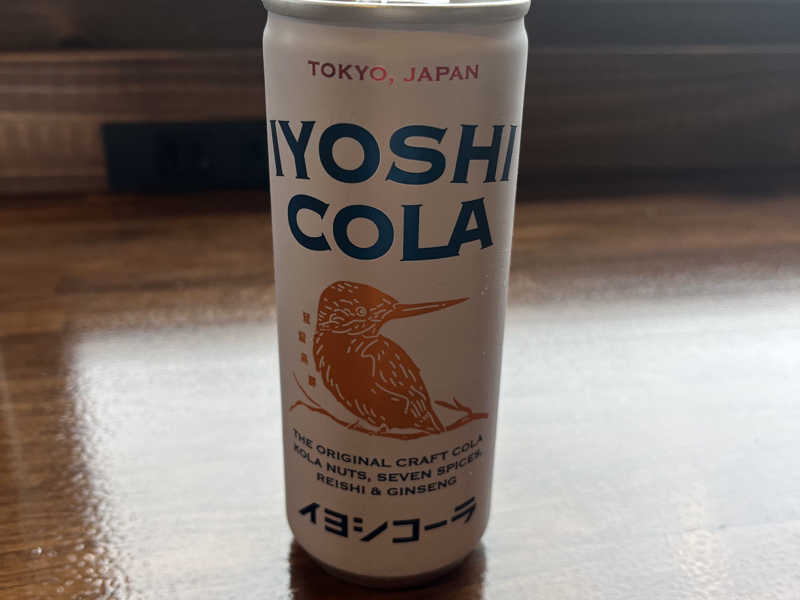 TOKYO, JAPAN
IYOSHI
COLA
THE ORIGINAL CRAFT COLA
KOLA NUTS, SEVEN SPICES,
REISHI & GINSENG
イヨシコーラ